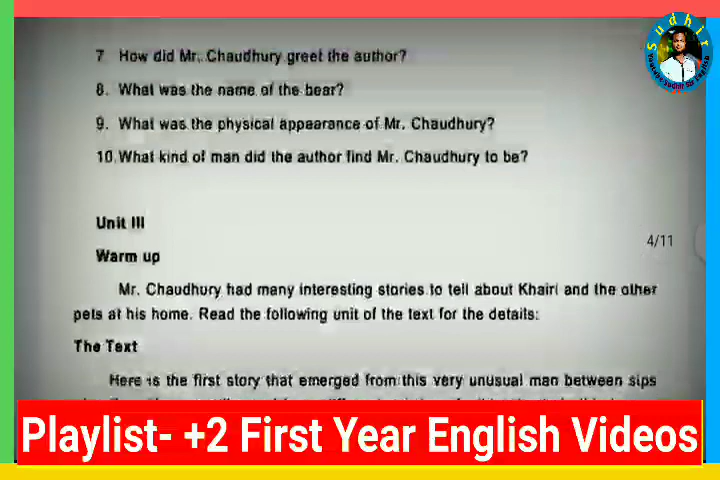 Sudhir
7 How did Mr. Chaudhury greet the author?
8. What was the name of the bear?
9. What was the physical appearance of Mr. Chaudhury?
10. What kind of man did the author find Mr. Chaudhury to be?
Unit III
4/11
Warm up
Mr. Chaudhury had many interesting stories to tell about Khairi and the other
pets at his home. Read the following unit of the text for the details:
The Text
Here is the first story that emerged from this very unusual man between sips
Playlist- +2 First Year English Videos